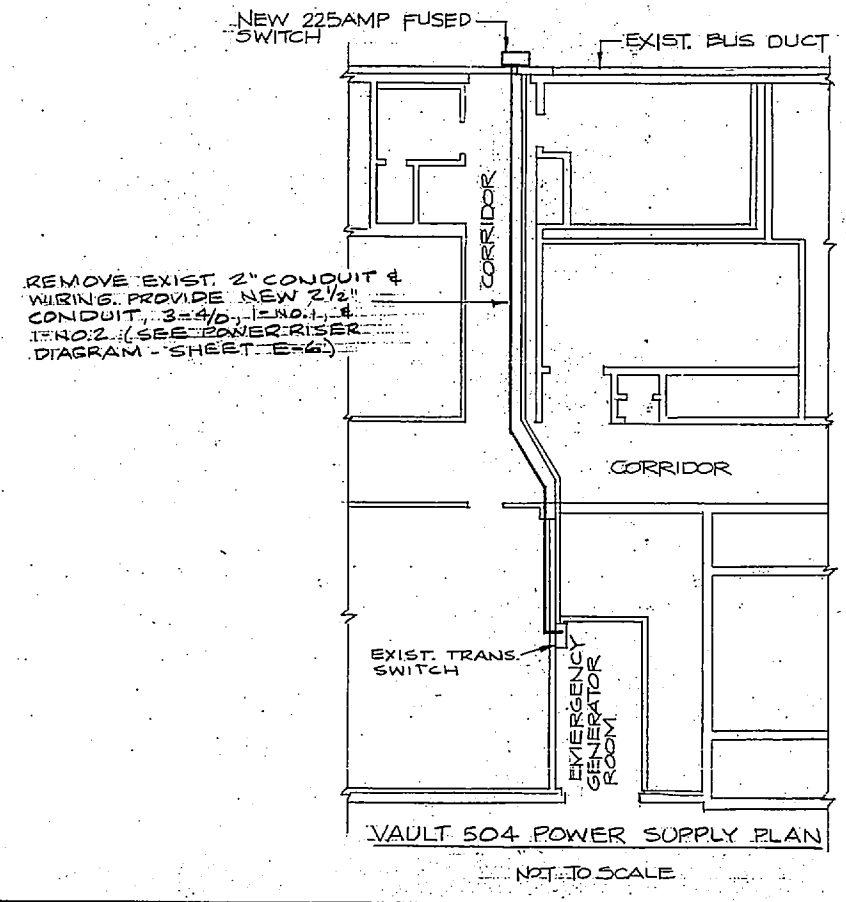 NEW 225AMP FUSED
SWITCH
EXIST. BUS DUCT
CORRIDOR
REMOVE EXIST. 2" CONDUIT &
WIRING. PROVIDE NEW 2½"
CONDUIT, 3-4/0, 1-NO.1, &
1-NO.2 (SEE POWER RISER
DIAGRAM - SHEET E-6)
CORRIDOR
EXIST. TRANS.
SWITCH
EMERGENCY
GENERATOR
ROOM.
VAULT 504 POWER SUPPLY PLAN
NOT TO SCALE